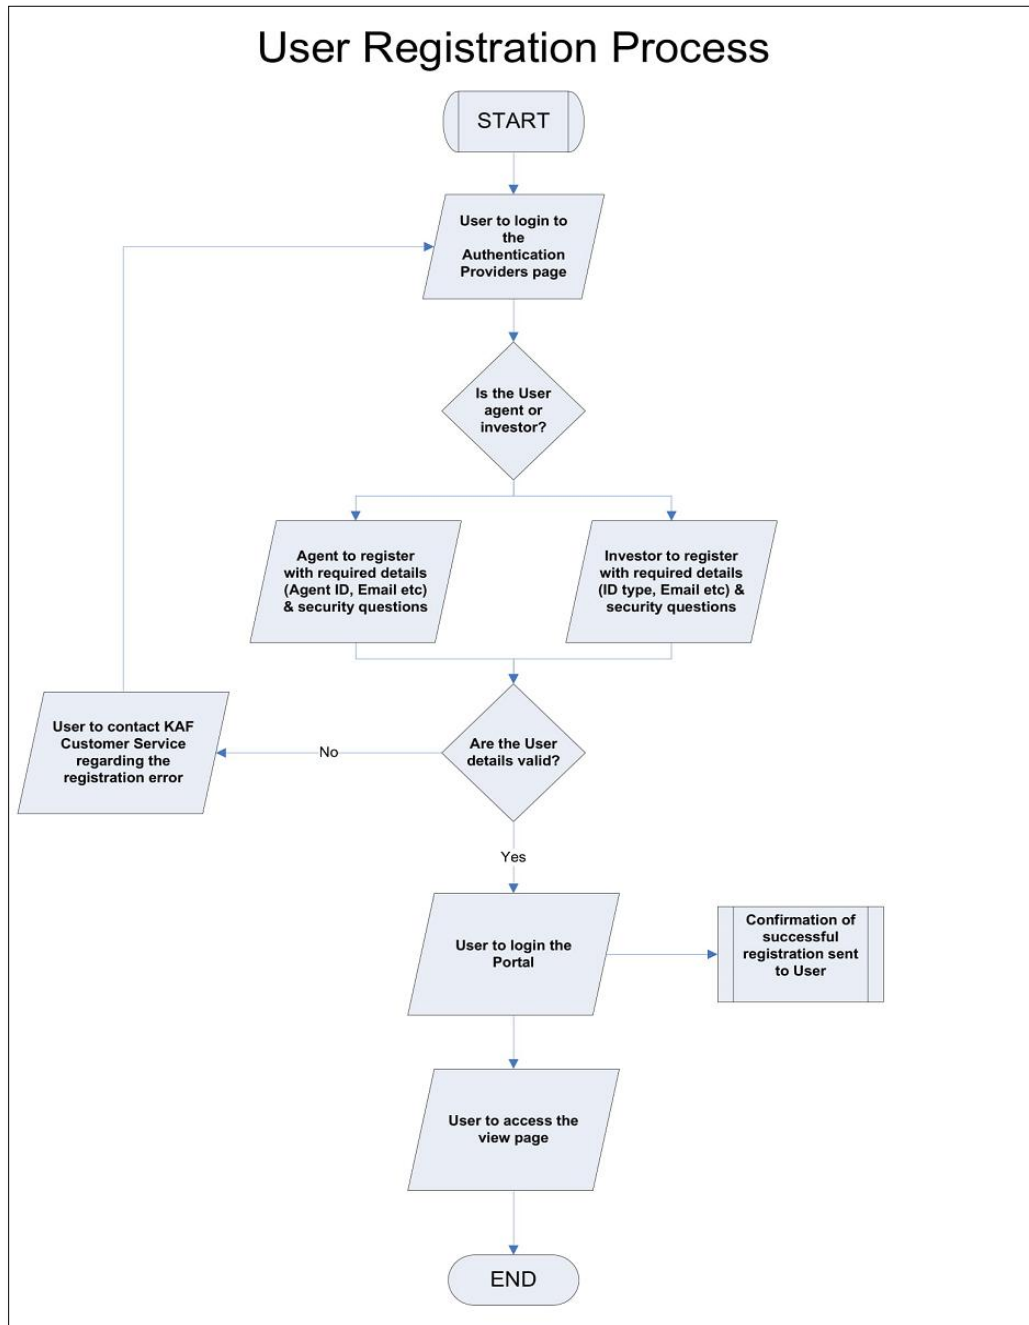 User Registration Process
START
User to login to
the
Authentication
Providers page
Is the User
agent or
investor?
Agent to register
with required details
(Agent ID, Email etc)
& security questions
Investor to register
with required details
(ID type, Email etc) &
security questions
User to contact KAF
Customer Service
regarding the
registration error
No
Are the User
details valid?
Yes
User to login the
Portal
Confirmation of
successful
registration sent
to User
User to access the
view page
END